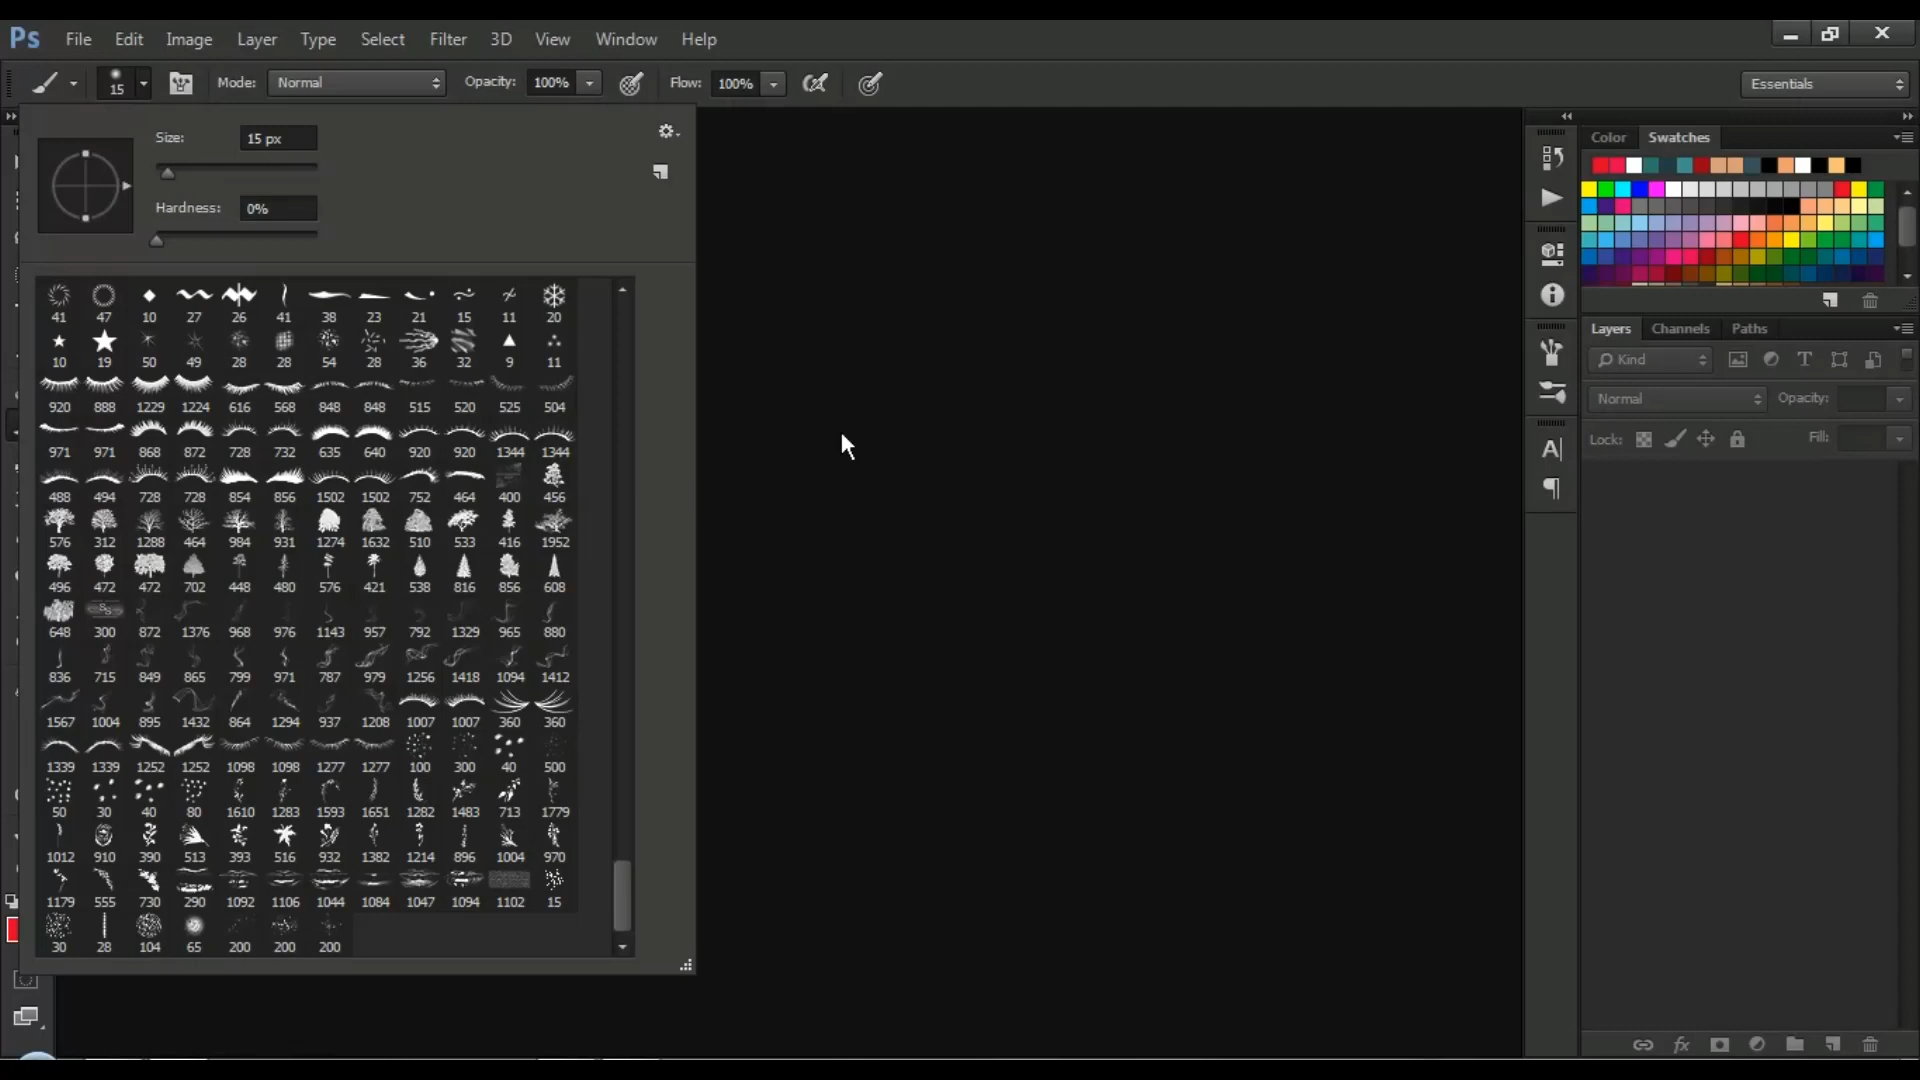 Ps File Edit Image Layer Type Select Filter 3D View Window Help
15 Mode: Normal Opacity: 100% Flow: 100% Essentials
Size: 15 px
Hardness: 0%
41 47 10 27 26 41 38 23 21 15 11 20
10 19 50 49 28 28 54 28 36 32 9 11
920 888 1229 1224 616 568 848 848 515 520 525 504
971 971 868 872 728 732 635 640 920 920 1344 1344
488 494 728 728 854 856 1502 1502 752 464 400 456
576 312 1288 464 984 931 1274 1632 510 533 416 1952
496 472 472 702 448 480 576 421 538 816 856 608
648 300 872 1376 968 976 1143 957 792 1329 965 880
836 715 849 865 799 971 787 979 1256 1418 1094 1412
1567 1004 895 1432 864 1294 937 1208 1007 1007 360 360
1339 1339 1252 1252 1098 1098 1277 1277 100 300 40 500
50 30 40 80 1610 1283 1593 1651 1282 1483 713 1779
1012 910 390 513 393 516 932 1382 1214 896 1004 970
1179 555 730 290 1092 1106 1044 1084 1047 1094 1102 15
30 28 104 65 200 200 200
Color Swatches
Layers Channels Paths
Kind
Normal Opacity:
Lock: Fill: